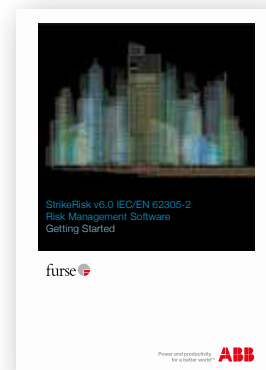 StrikeRisk v6.0 IEC/EN 62305-2
Risk Management Software
Getting Started
furse
Power and productivity
for a better world™
ABB